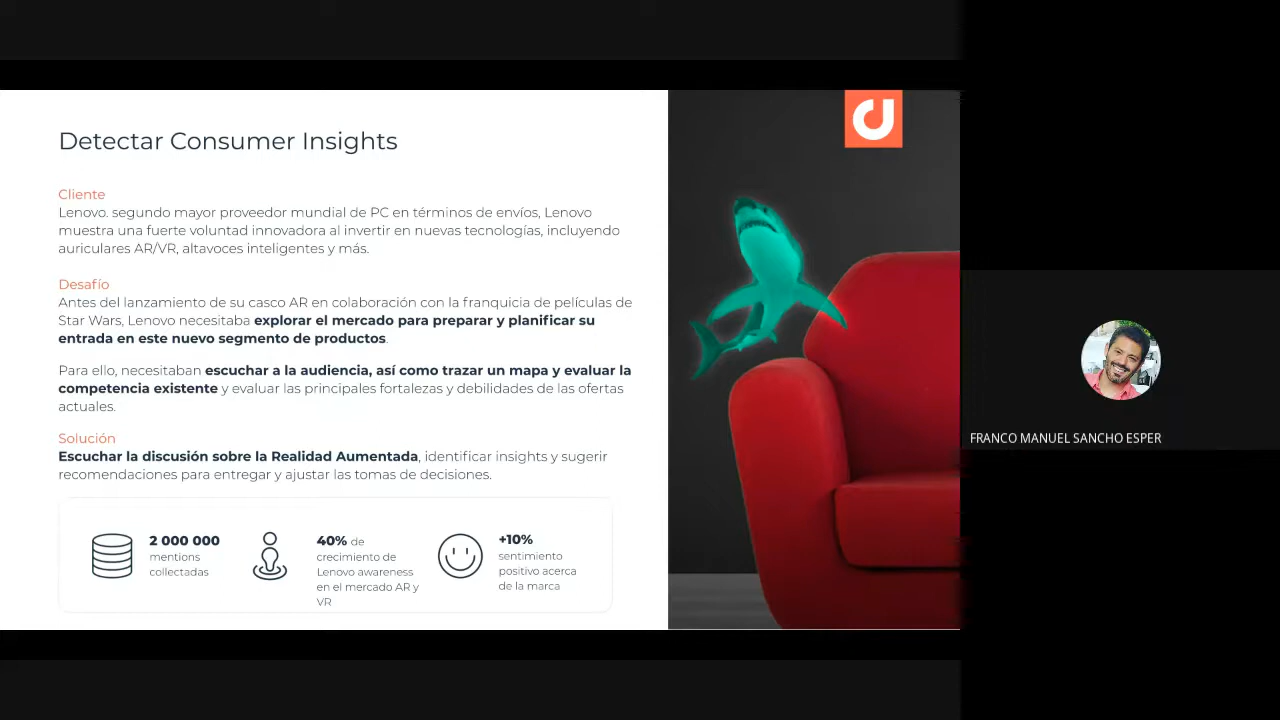 Detectar Consumer Insights
Cliente
Lenovo. segundo mayor proveedor mundial de PC en términos de envíos, Lenovo
muestra una fuerte voluntad innovadora al invertir en nuevas tecnologías, incluyendo
auriculares AR/VR, altavoces inteligentes y más.
Desafío
Antes del lanzamiento de su casco AR en colaboración con la franquicia de películas de
Star Wars, Lenovo necesitaba explorar el mercado para preparar y planificar su
entrada en este nuevo segmento de productos.
Para ello, necesitaban escuchar a la audiencia, así como trazar un mapa y evaluar la
competencia existente y evaluar las principales fortalezas y debilidades de las ofertas
actuales.
Solución
Escuchar la discusión sobre la Realidad Aumentada, identificar insights y sugerir
recomendaciones para entregar y ajustar las tomas de decisiones.
2 000 000
mentions
collectadas
40% de
crecimiento de
Lenovo awareness
en el mercado AR y
VR
+10%
sentimiento
positivo acerca
de la marca
FRANCO MANUEL SANCHO ESPER